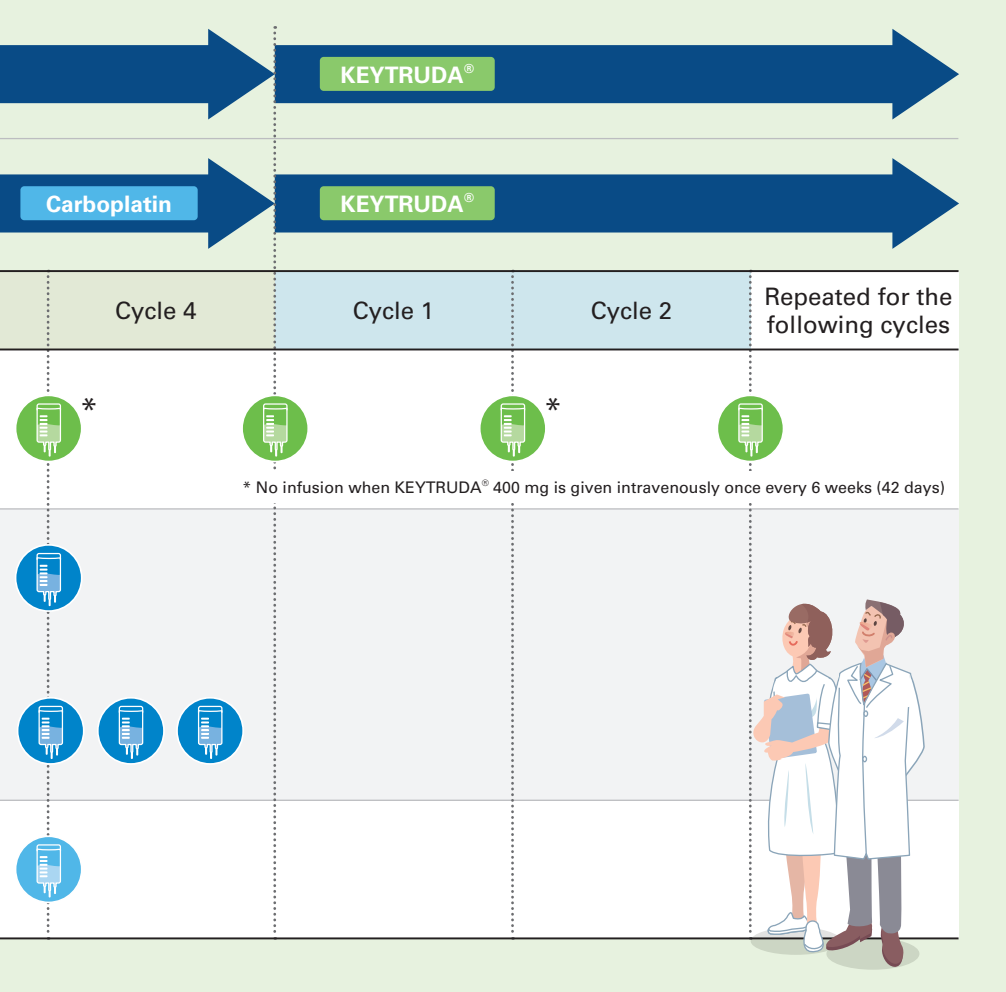 KEYTRUDA®
Carboplatin
KEYTRUDA®
Cycle 4
Cycle 1
Cycle 2
Repeated for the
following cycles
*
*
* No infusion when KEYTRUDA® 400 mg is given intravenously once every 6 weeks (42 days)